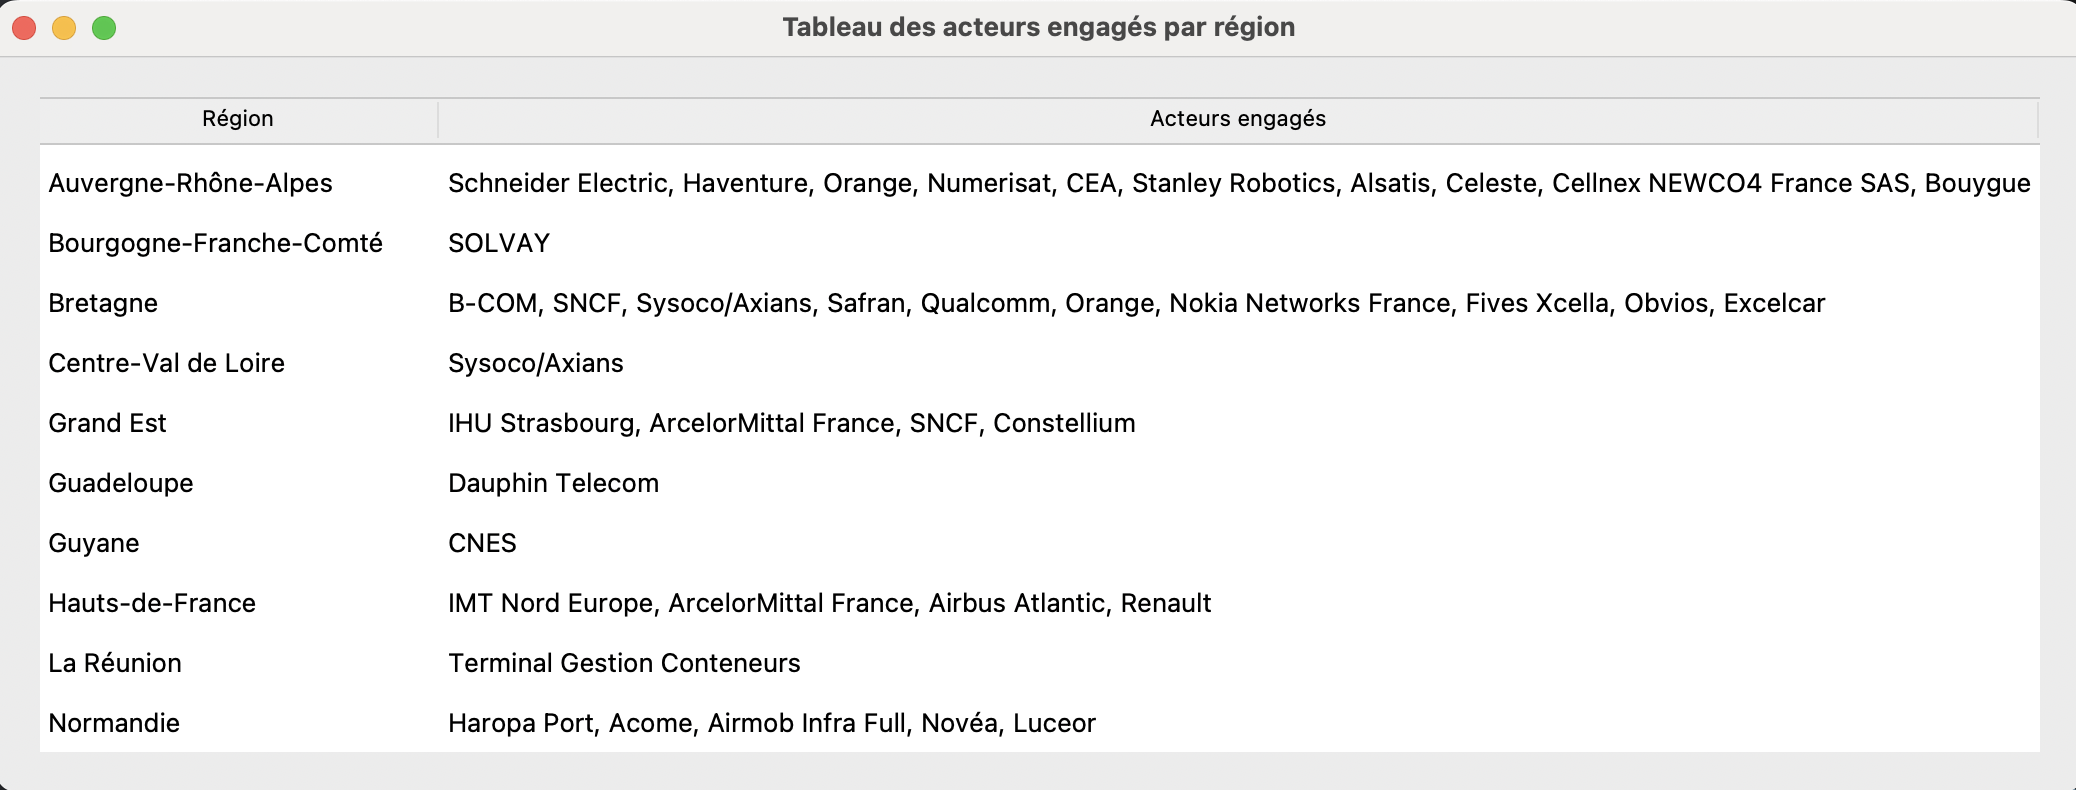 Tableau des acteurs engagés par région
Région Acteurs engagés
Auvergne-Rhône-Alpes Schneider Electric, Haventure, Orange, Numerisat, CEA, Stanley Robotics, Alsatis, Celeste, Cellnex NEWCO4 France SAS, Bouygue
Bourgogne-Franche-Comté SOLVAY
Bretagne B-COM, SNCF, Sysoco/Axians, Safran, Qualcomm, Orange, Nokia Networks France, Fives Xcella, Obvios, Excelcar
Centre-Val de Loire Sysoco/Axians
Grand Est IHU Strasbourg, ArcelorMittal France, SNCF, Constellium
Guadeloupe Dauphin Telecom
Guyane CNES
Hauts-de-France IMT Nord Europe, ArcelorMittal France, Airbus Atlantic, Renault
La Réunion Terminal Gestion Conteneurs
Normandie Haropa Port, Acome, Airmob Infra Full, Novéa, Luceor